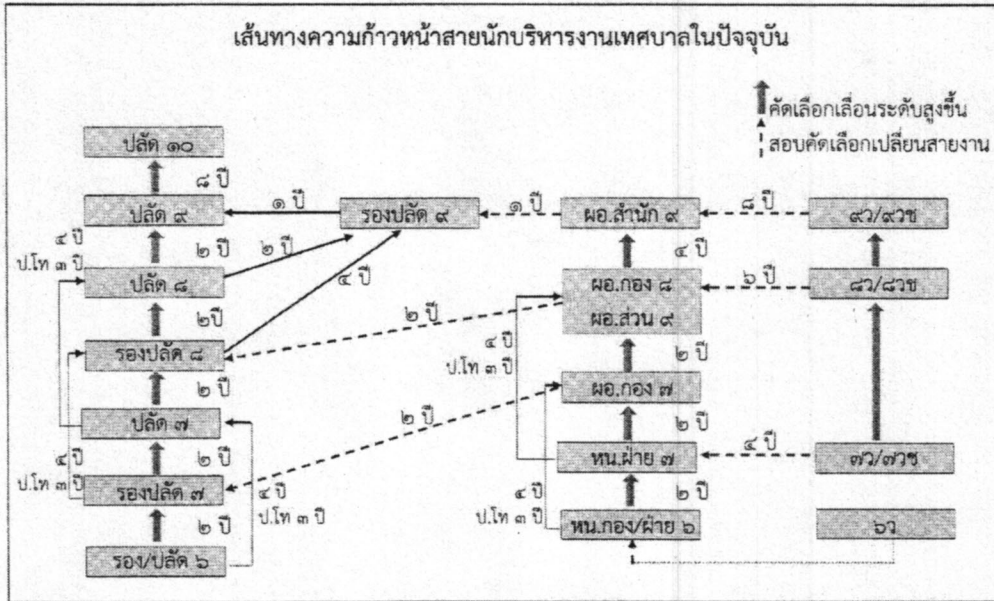 เส้นทางความก้าวหน้าสายนักบริหารงานเทศบาลในปัจจุบัน
คัดเลือกเลื่อนระดับสูงขึ้น
สอบคัดเลือกเปลี่ยนสายงาน
ปลัด ๑๐
๘ ปี
ปลัด ๙
๑ ปี
รองปลัด ๙
๑ ปี
ผอ.สำนัก ๙
๘ ปี
๙ว/๙วช
๔ ปี
ป.โท ๓ ปี
๒ ปี
๒ ปี
๔ ปี
๔ ปี
ปลัด ๘
ผอ.กอง ๘
ผอ.ส่วน ๙
๖ ปี
๘ว/๘วช
๒ปี
๒ ปี
๔ ปี
ป.โท ๓ ปี
รองปลัด ๘
๒ ปี
๒ ปี
ผอ.กอง ๗
ปลัด ๗
๒ ปี
๒ ปี
๔ ปี
ป.โท ๓ ปี
๒ ปี
หน.ฝ่าย ๗
๔ ปี
๗ว/๗วช
รองปลัด ๗
๔ ปี
ป.โท ๓ ปี
๔ ปี
ป.โท ๓ ปี
๒ ปี
๒ ปี
หน.กอง/ฝ่าย ๖
๖ว
รอง/ปลัด ๖